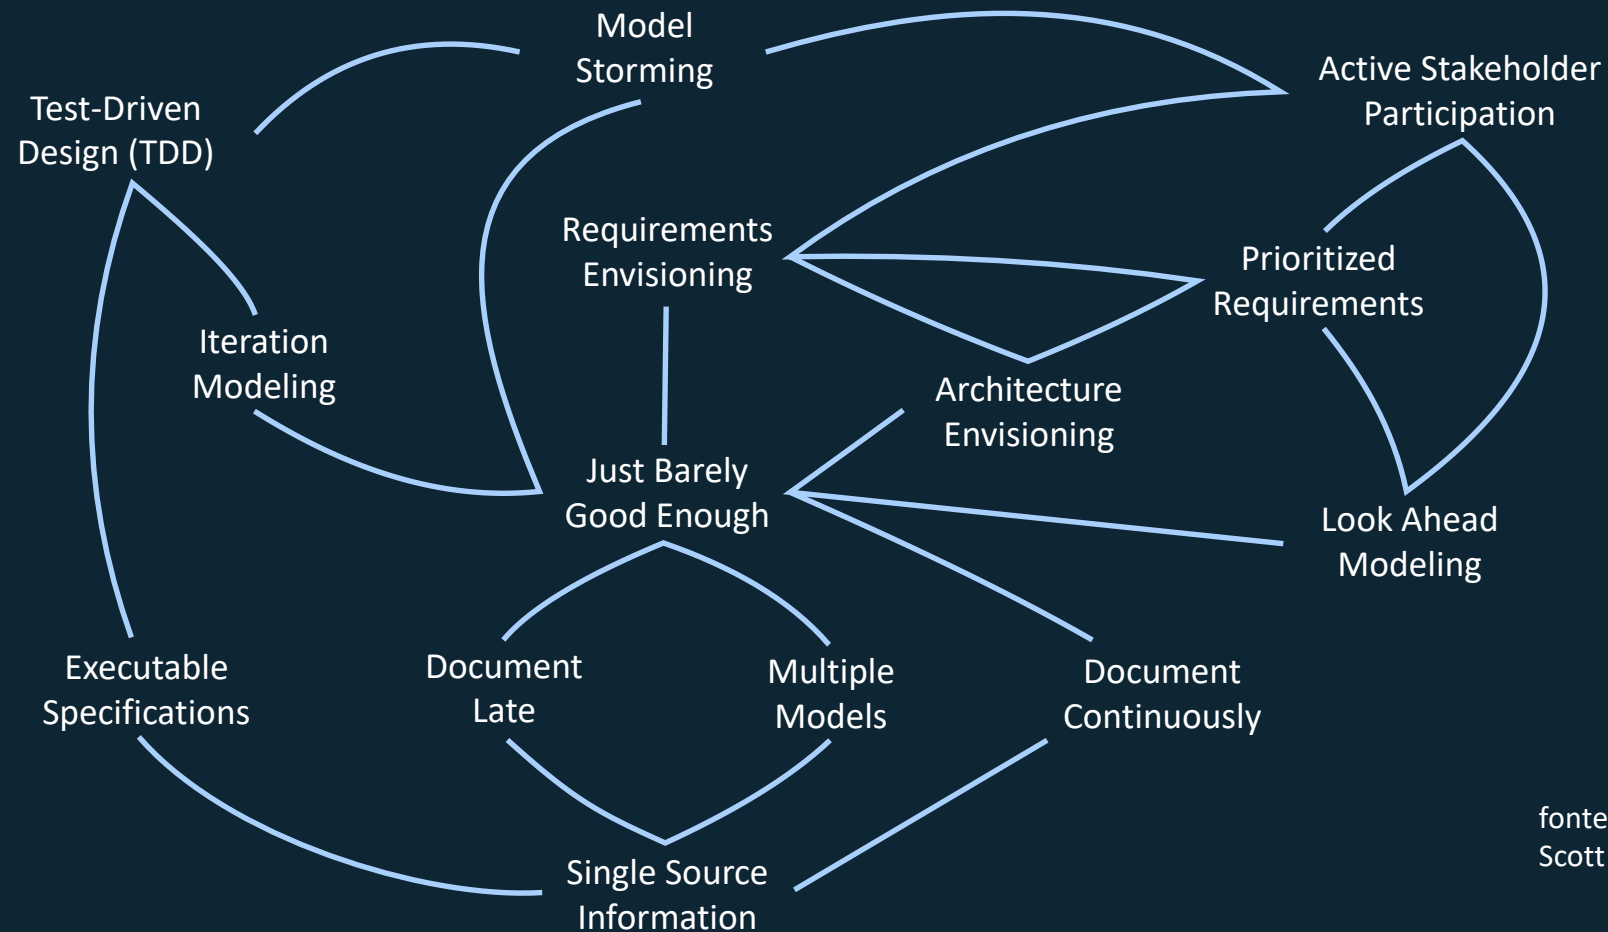 Model
Storming
Active Stakeholder
Participation
Test-Driven
Design (TDD)
Requirements
Envisioning
Prioritized
Requirements
Iteration
Modeling
Architecture
Envisioning
Just Barely
Good Enough
Look Ahead
Modeling
Executable
Specifications
Document
Late
Multiple
Models
Document
Continuously
fonte
Scott
Single Source
Information